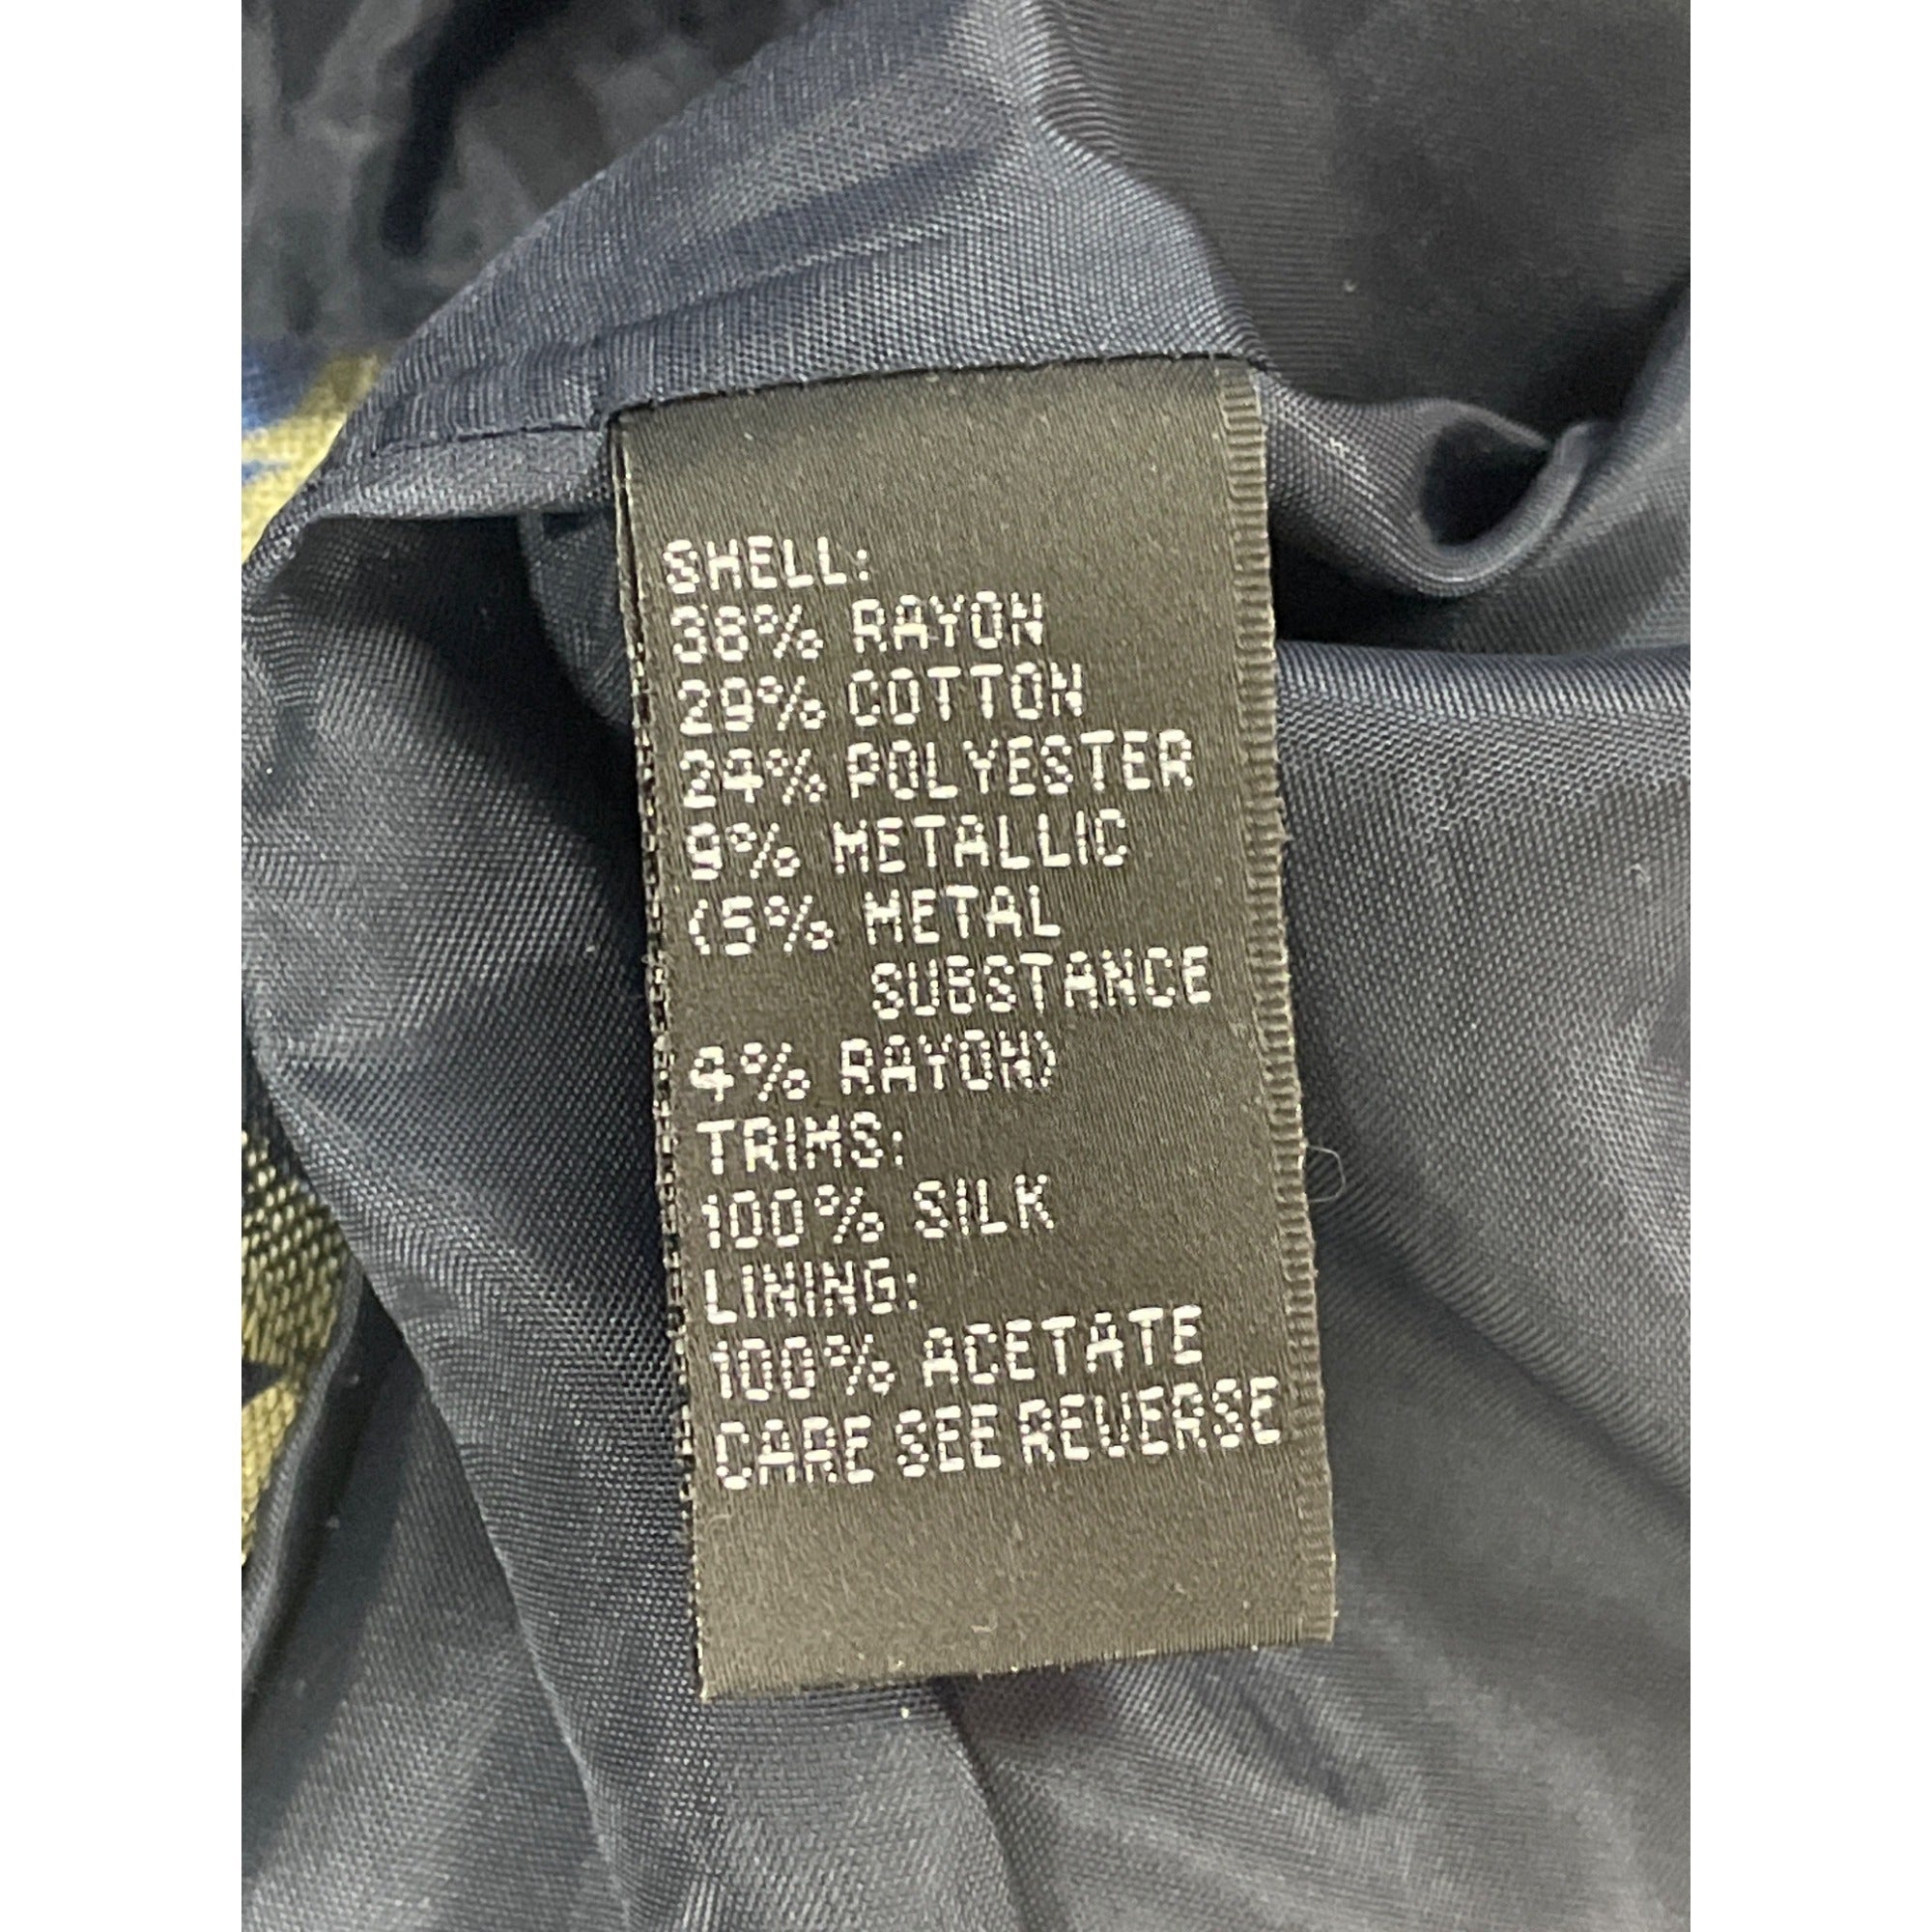 SHELL:
38% RAYON
29% COTTON
24% POLYESTER
9% METALLIC
(5% METAL
SUBSTANCE
4% RAYON)
TRIMS:
100% SILK
LINING:
100% ACETATE
CARE SEE REVERSE